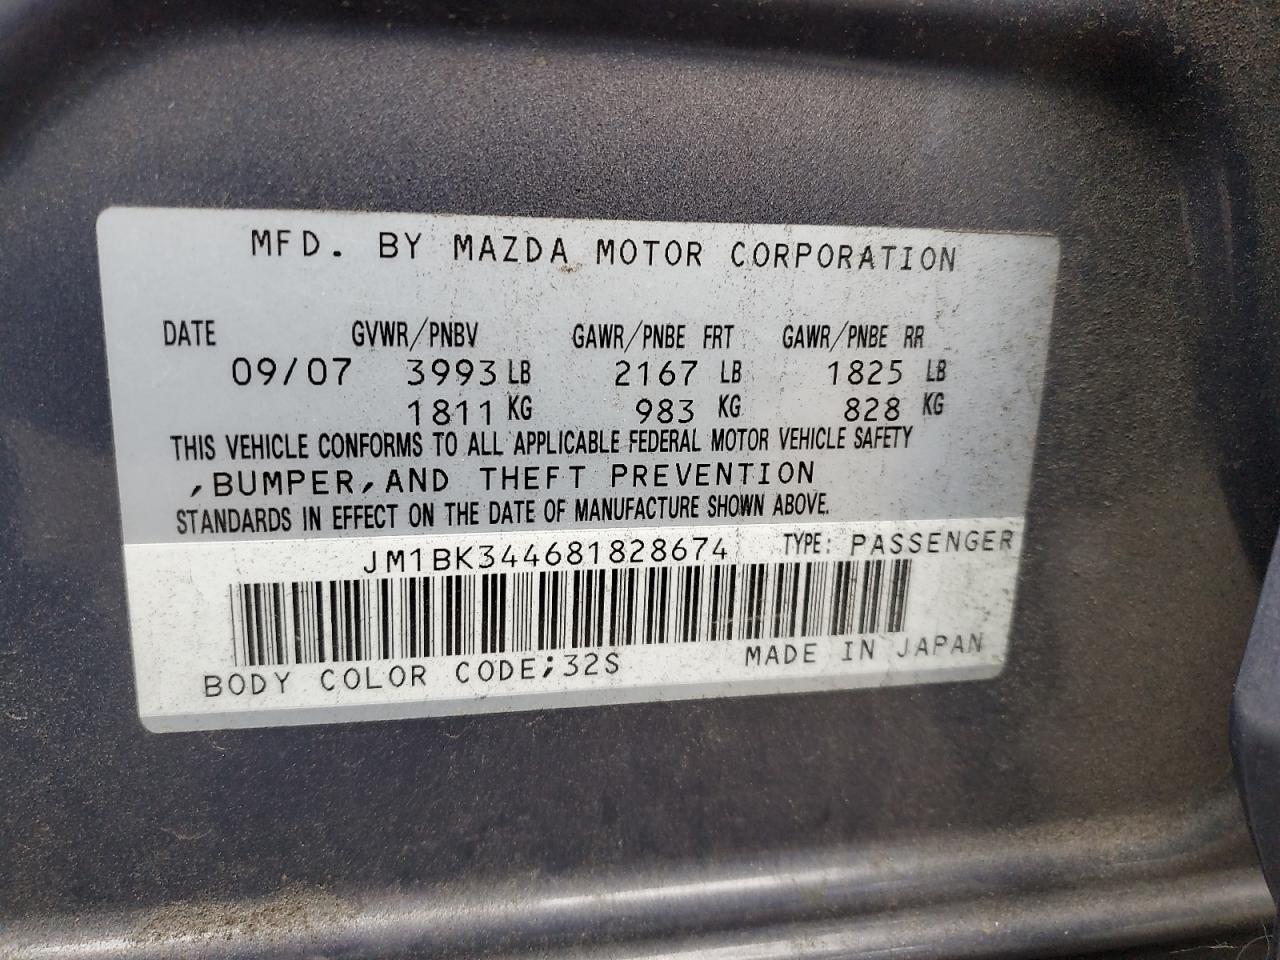 MFD. BY MAZDA MOTOR CORPORATION
DATE GVWR/PNBV GAWR/PNBE FRT GAWR/PNBE RR
09/07 3993 LB 2167 LB 1825 LB
1811 KG 983 KG 828 KG
THIS VEHICLE CONFORMS TO ALL APPLICABLE FEDERAL MOTOR VEHICLE SAFETY
,BUMPER,AND THEFT PREVENTION
STANDARDS IN EFFECT ON THE DATE OF MANUFACTURE SHOWN ABOVE.
JM1BK344681828674 TYPE: PASSENGER
BODY COLOR CODE;32S MADE IN JAPAN